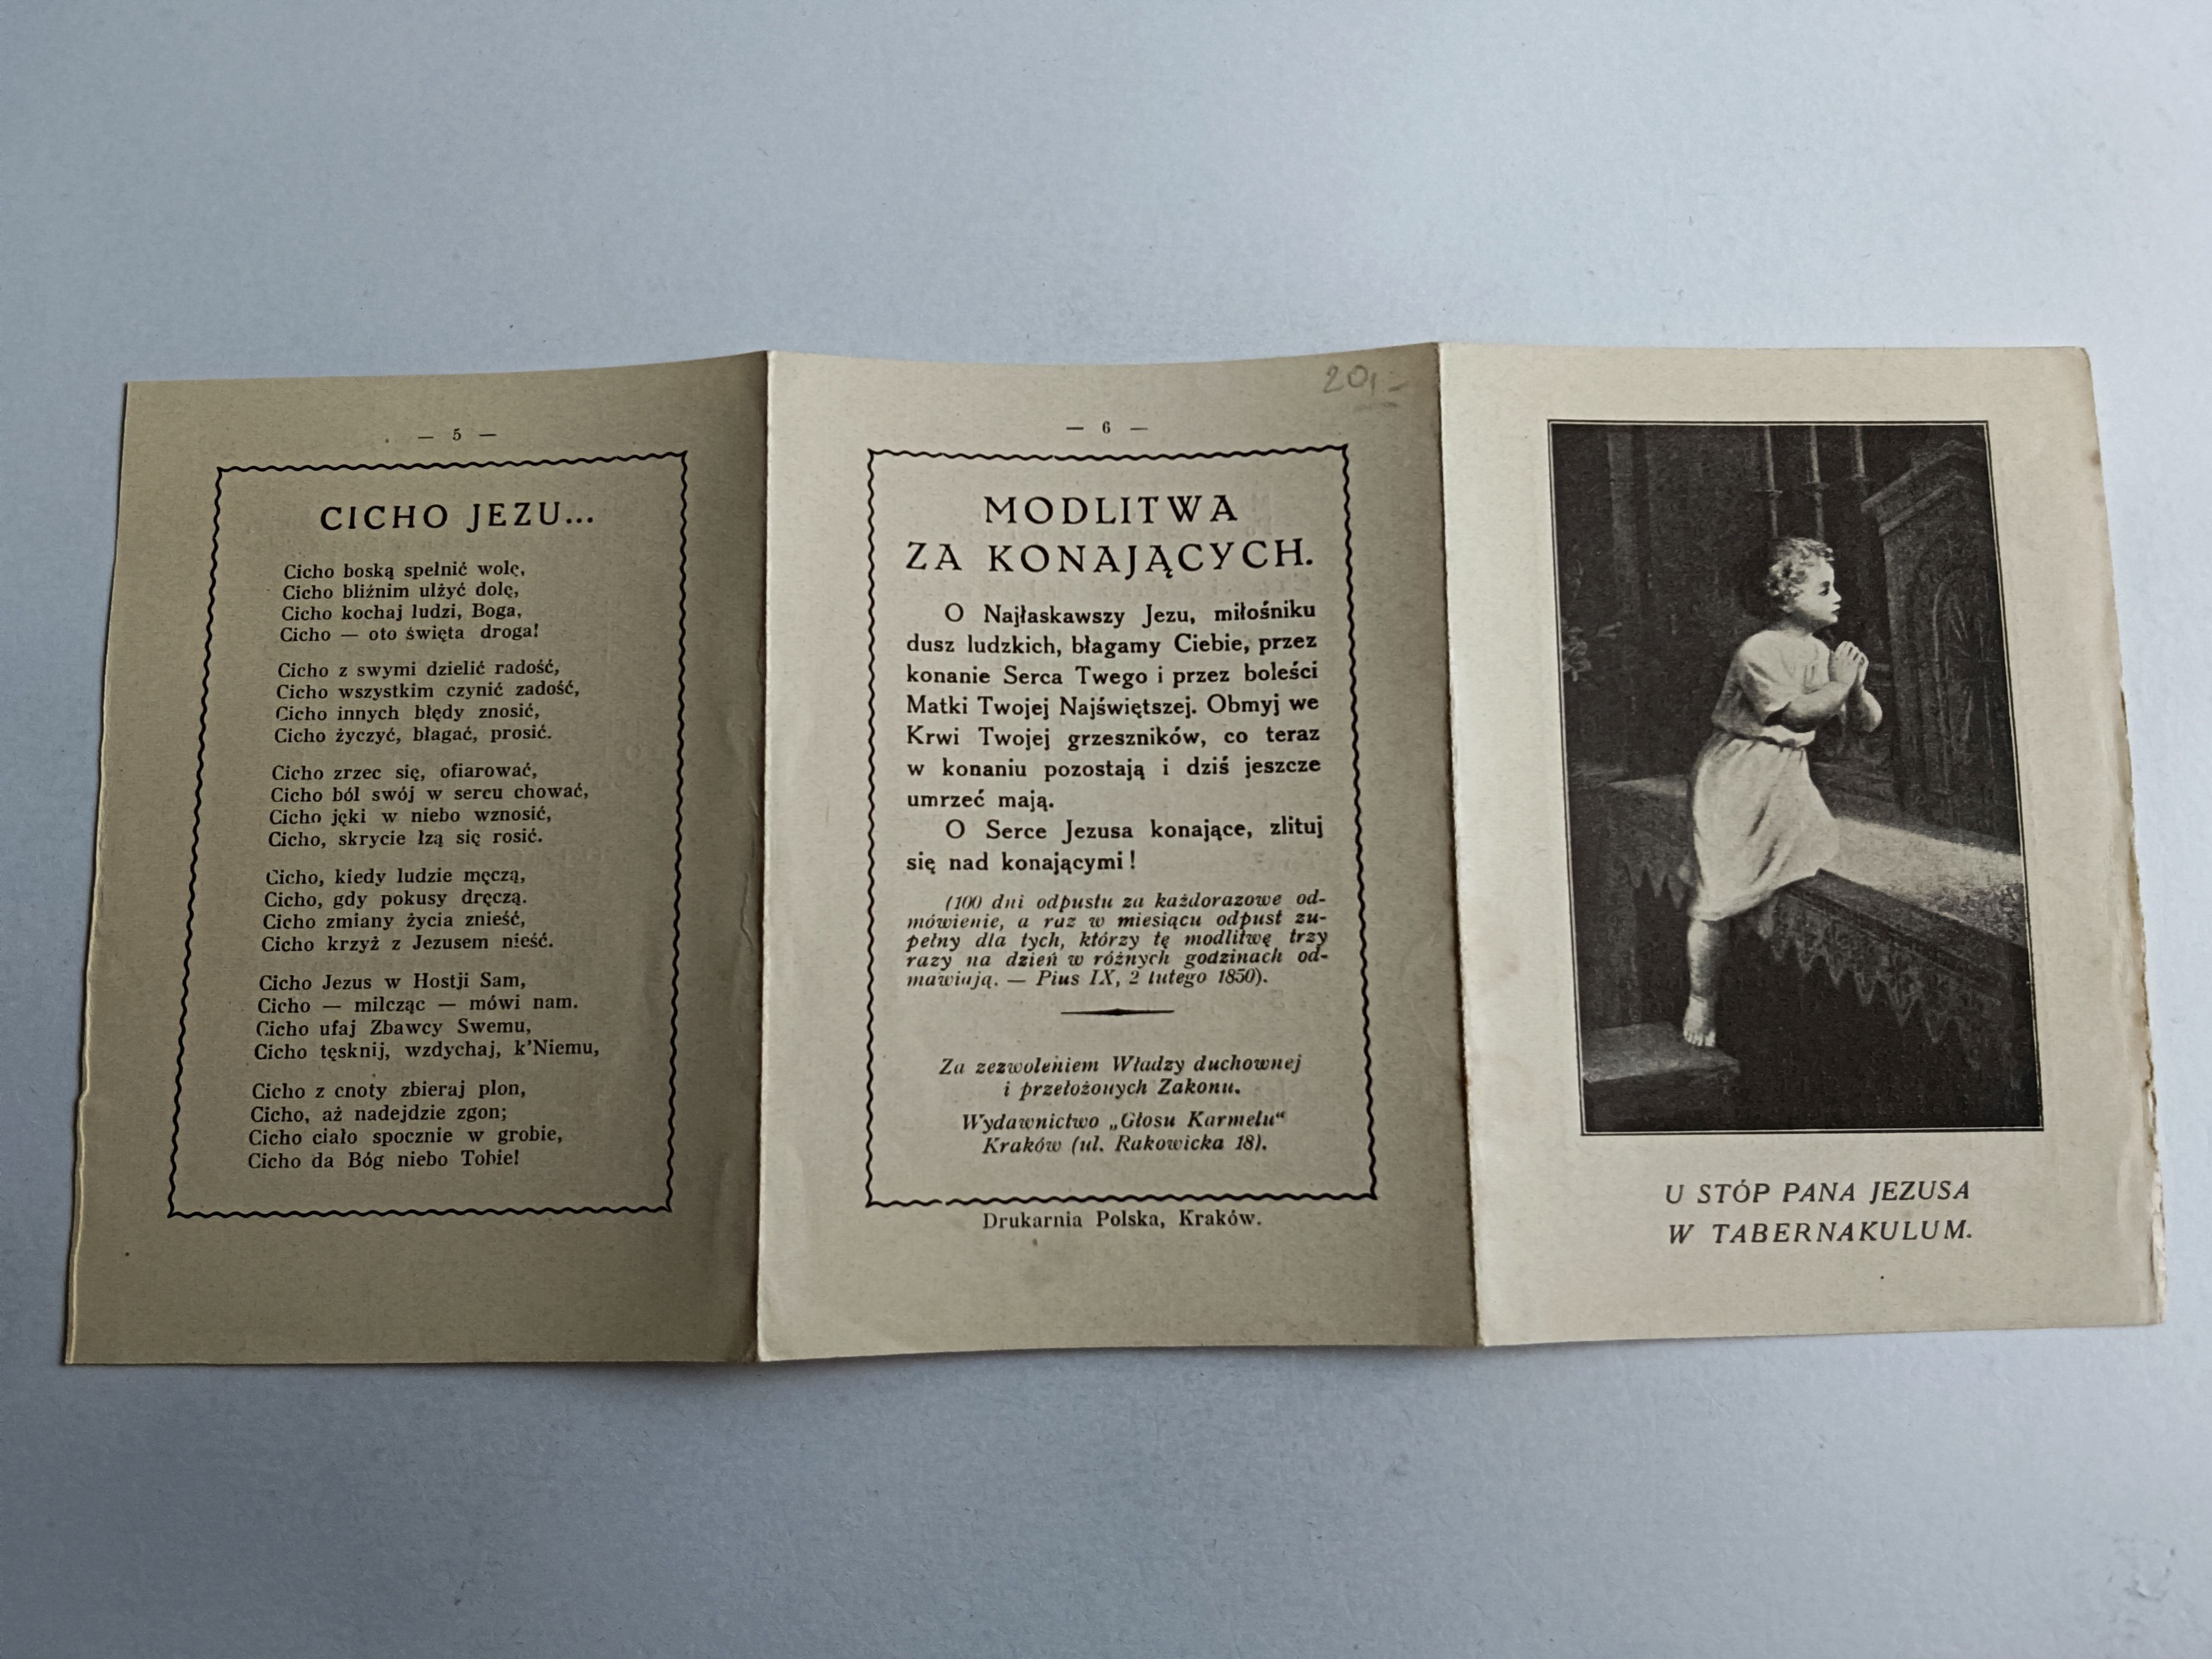 — 5 —
CICHO JEZU...
Cicho boską spełnić wolę,
Cicho bliźnim ulżyć dolę,
Cicho kochaj ludzi, Boga,
Cicho — oto święta droga!
Cicho z swymi dzielić radość,
Cicho wszystkim czynić zadość,
Cicho innych błędy znosić,
Cicho życzyć, błagać, prosić.
Cicho zrzec się, ofiarować,
Cicho ból swój w sercu chować,
Cicho jęki w niebo wznosić,
Cicho, skrycie łzą się rosić.
Cicho, kiedy ludzie męczą,
Cicho, gdy pokusy dręczą.
Cicho zmiany życia znieść,
Cicho krzyż z Jezusem nieść.
Cicho Jezus w Hostji Sam,
Cicho — milcząc — mówi nam.
Cicho ufaj Zbawcy Swemu,
Cicho tęsknij, wzdychaj, k'Niemu,
Cicho z cnoty zbieraj plon,
Cicho, aż nadejdzie zgon;
Cicho ciało spocznie w grobie,
Cicho da Bóg niebo Tobie!
20,-
— 6 —
MODLITWA
ZA KONAJĄCYCH.
O Najłaskawszy Jezu, miłośniku
dusz ludzkich, błagamy Ciebie, przez
konanie Serca Twego i przez boleści
Matki Twojej Najświętszej. Obmyj we
Krwi Twojej grzeszników, co teraz
w konaniu pozostają i dziś jeszcze
umrzeć mają.
O Serce Jezusa konające, zlituj
się nad konającymi!
(100 dni odpustu za każdorazowe od-
mówienie, a raz w miesiącu odpust zu-
pełny dla tych, którzy tę modlitwę trzy
razy na dzień w różnych godzinach od-
mawiają. — Pius IX, 2 lutego 1850).
Za zezwoleniem Władzy duchownej
i przełożonych Zakonu.
Wydawnictwo „Głosu Karmelu“
Kraków (ul. Rakowicka 18).
Drukarnia Polska, Kraków.
U STÓP PANA JEZUSA
W TABERNAKULUM.